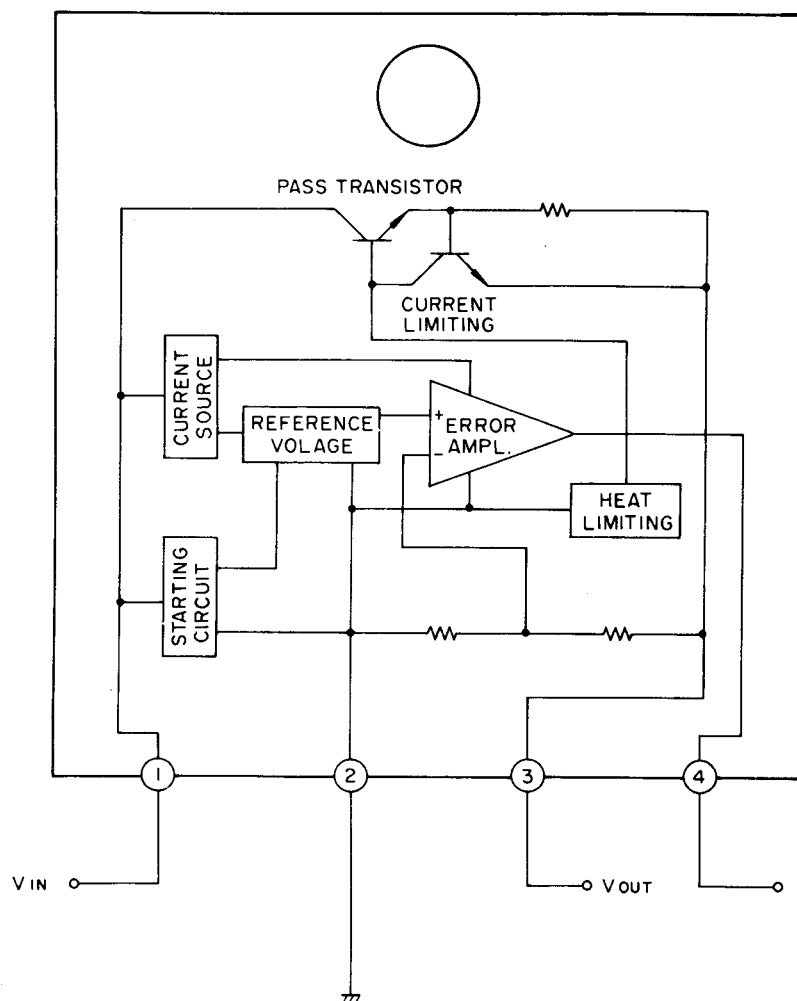 PASS TRANSISTOR
CURRENT
LIMITING
CURRENT
SOURCE
REFERENCE
VOLAGE
+
ERROR
AMPL.
-
HEAT
LIMITING
STARTING
CIRCUIT
1
2
3
4
VIN
VOUT